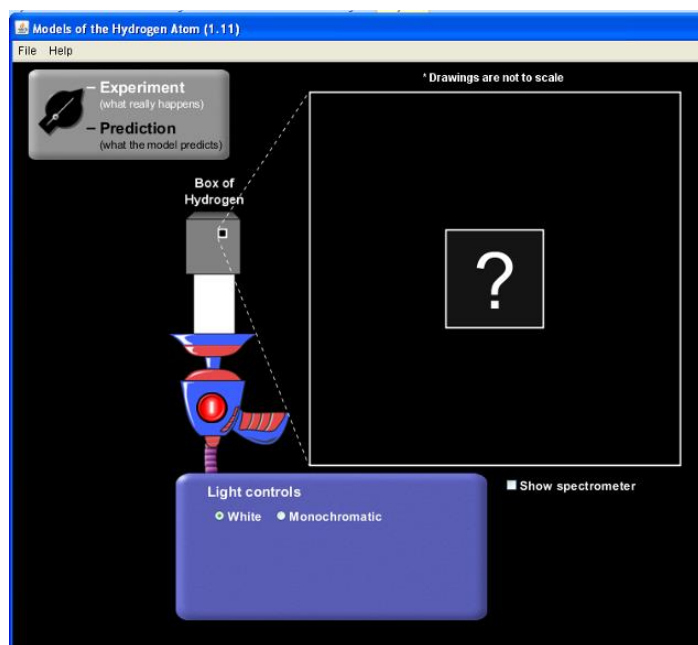 Models of the Hydrogen Atom (1.11)
File Help
– Experiment
(what really happens)
– Prediction
(what the model predicts)
*Drawings are not to scale
Box of
Hydrogen
?
Show spectrometer
Light controls
White Monochromatic